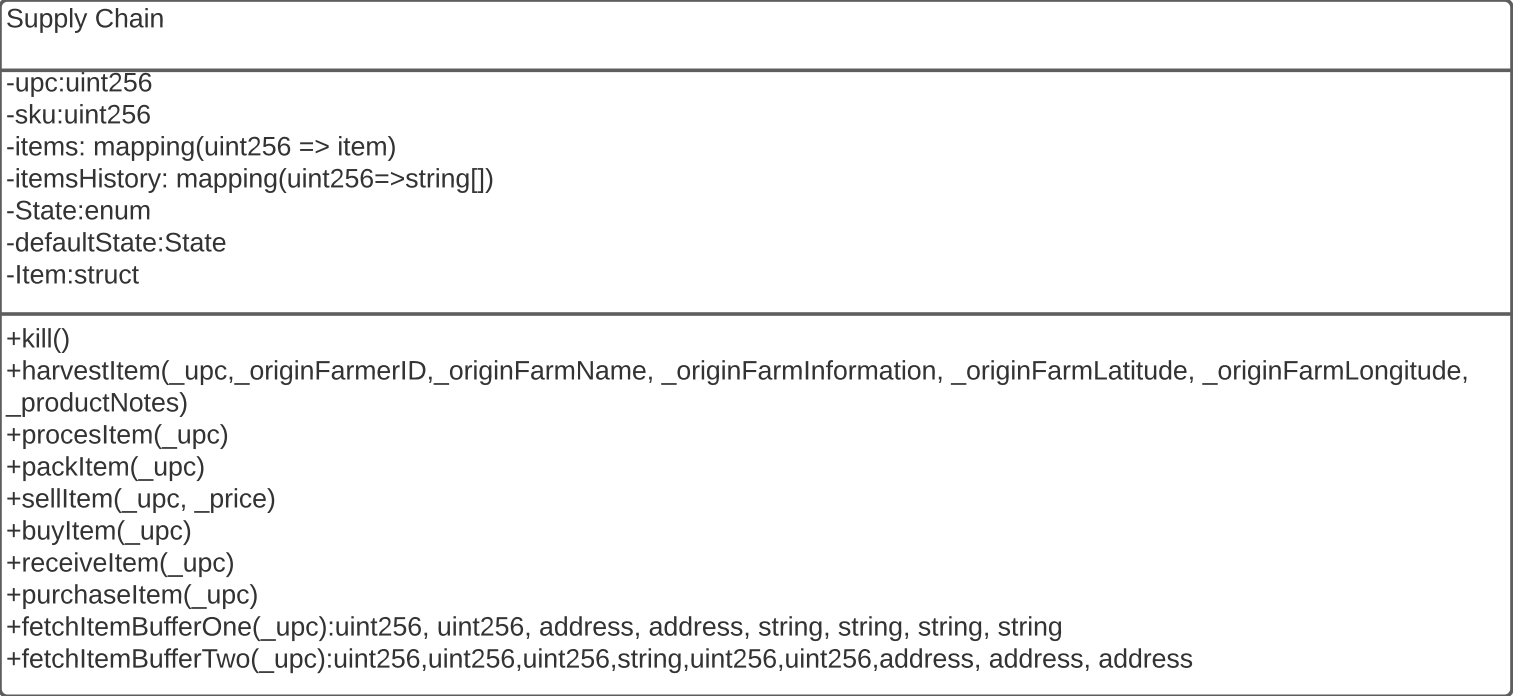 Supply Chain
-upc:uint256
-sku:uint256
-items: mapping(uint256 => item)
-itemsHistory: mapping(uint256=>string[])
-State:enum
-defaultState:State
-Item:struct
+kill()
+harvestItem(_upc,_originFarmerID,_originFarmName, _originFarmInformation, _originFarmLatitude, _originFarmLongitude,
_productNotes)
+procesItem(_upc)
+packItem(_upc)
+sellItem(_upc, _price)
+buyItem(_upc)
+receiveItem(_upc)
+purchaseItem(_upc)
+fetchItemBufferOne(_upc):uint256, uint256, address, address, string, string, string, string
+fetchItemBufferTwo(_upc):uint256,uint256,uint256,string,uint256,uint256,address, address, address